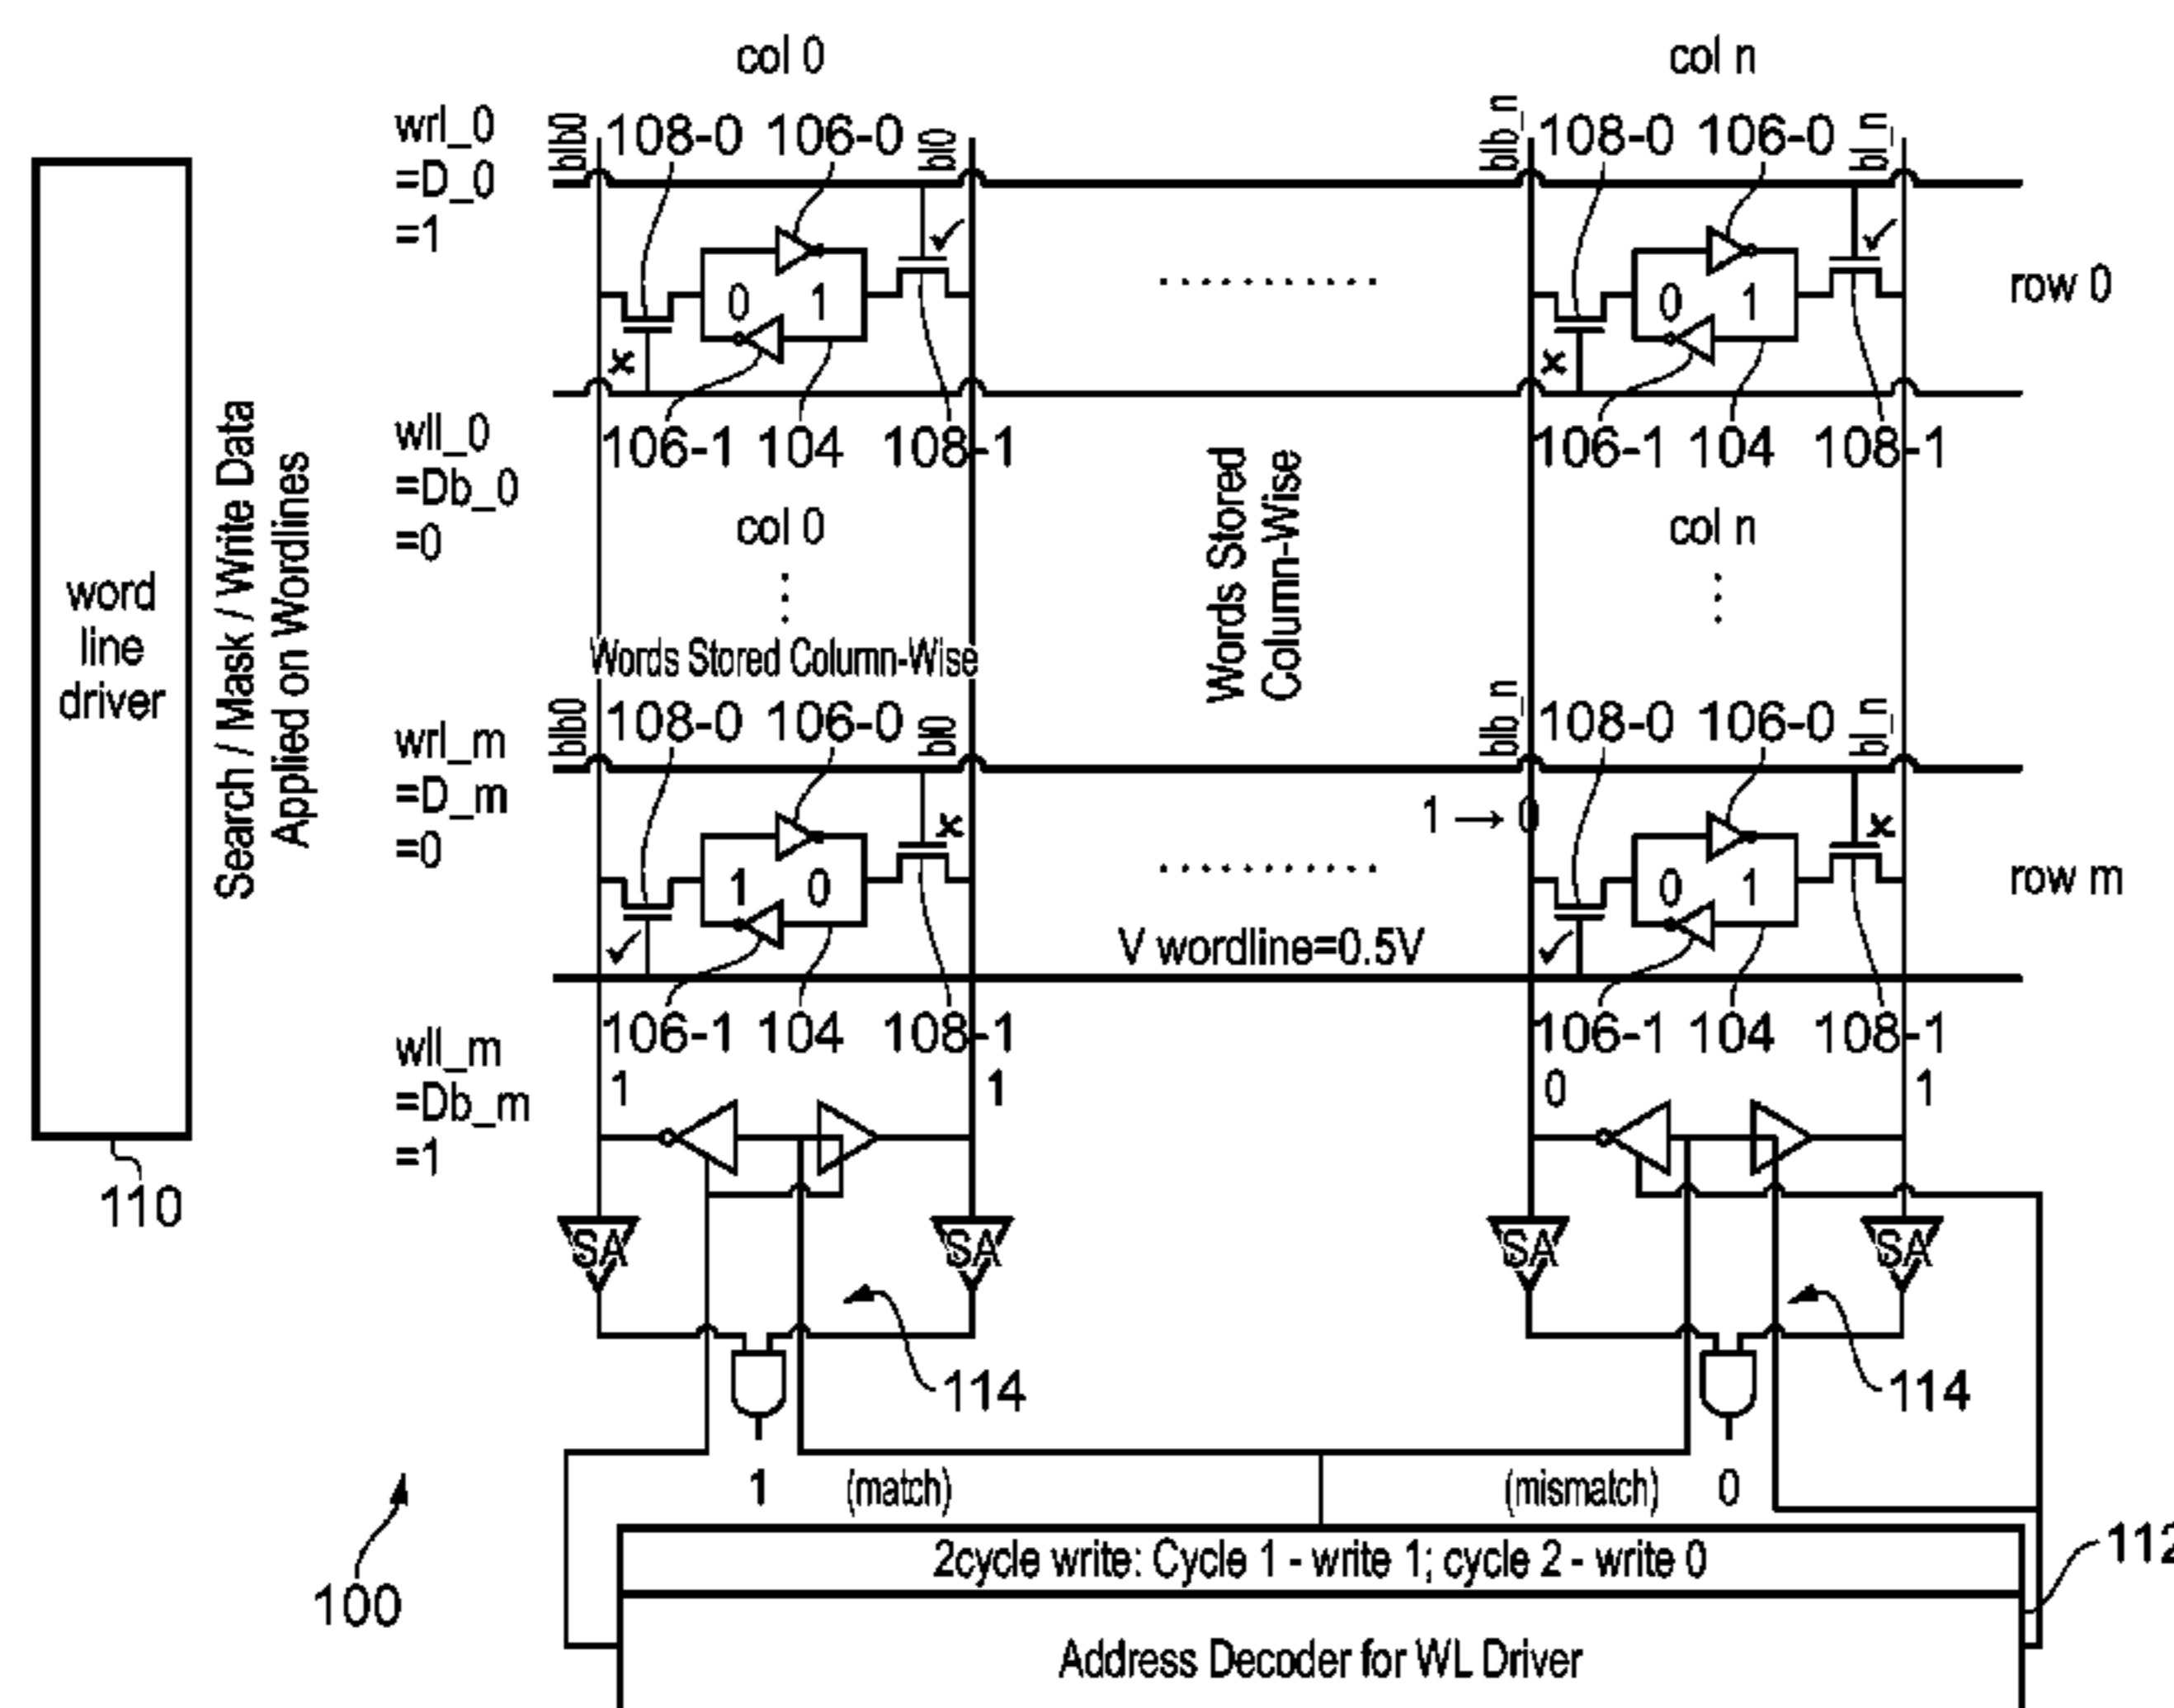 col 0
col n
wrl_0
=D_0
=1
blb0
108-0
106-0
bl0
blb_n
108-0
106-0
bl_n
0
1
0
1
row 0
x
x
wll_0
=Db_0
=0
106-1
104
108-1
106-1
104
108-1
col 0
col n
word
line
driver
Search / Mask / Write Data
Applied on Wordlines
Words Stored
Column-Wise
Words Stored Column-Wise
wrl_m
=D_m
=0
blb0
108-0
106-0
bl0
blb_n
108-0
106-0
bl_n
1 → 0
x
x
1
0
0
1
row m
V wordline=0.5V
wll_m
=Db_m
=1
106-1
104
108-1
106-1
104
108-1
1
1
0
1
110
SA
SA
SA
SA
114
114
1
(match)
(mismatch)
0
100
2cycle write: Cycle 1 - write 1; cycle 2 - write 0
112
Address Decoder for WL Driver